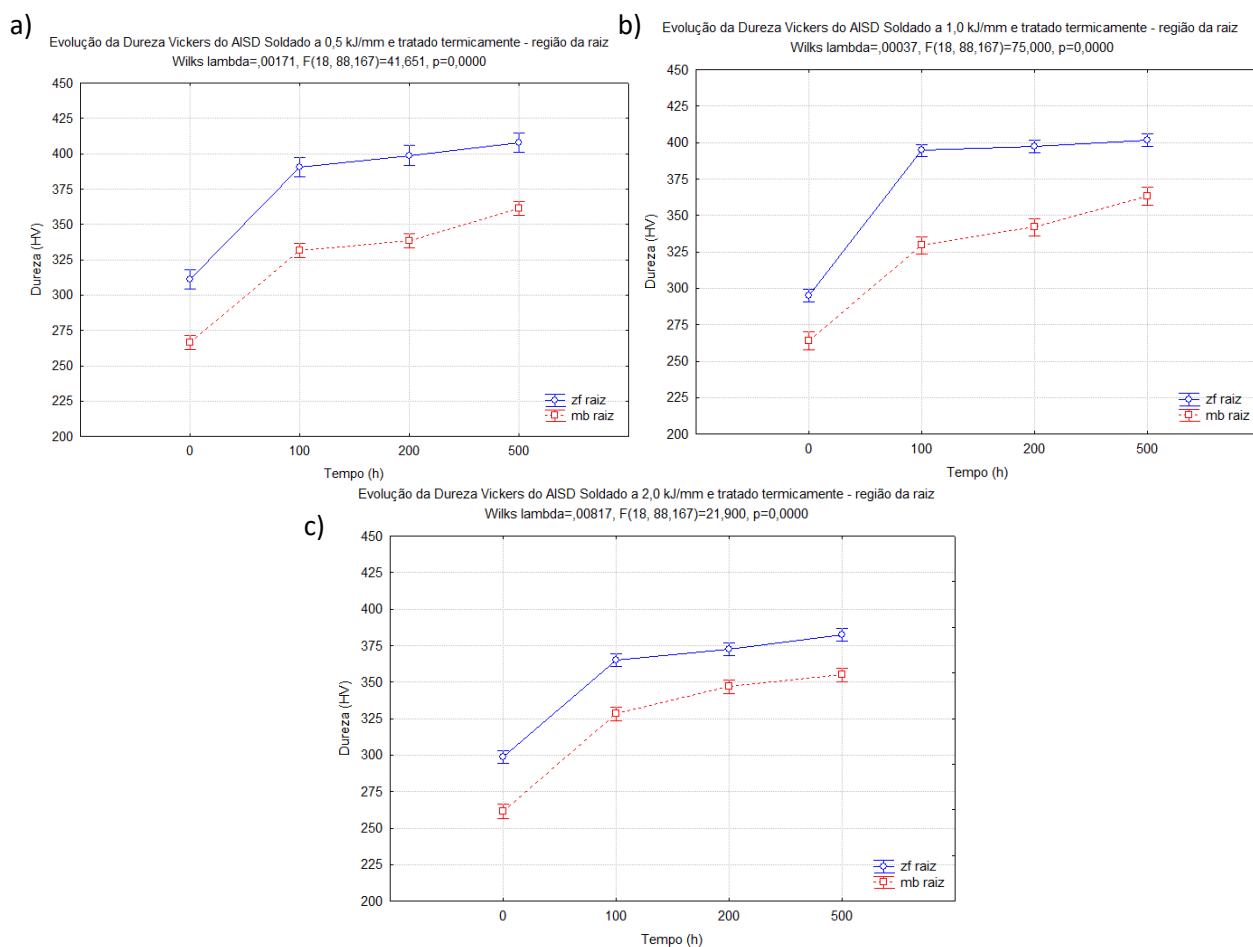 a)
Evolução da Dureza Vickers do AISD Soldado a 0,5 kJ/mm e tratado termicamente - região da raiz
Wilks lambda=,00171, F(18, 88,167)=41,651, p=0,0000
450
425
400
375
350
325
300
275
250
225
200
Dureza (HV)
0 100 200 500
Tempo (h)
zf raiz
mb raiz
b)
Evolução da Dureza Vickers do AISD Soldado a 1,0 kJ/mm e tratado termicamente - região da raiz
Wilks lambda=,00037, F(18, 88,167)=75,000, p=0,0000
450
425
400
375
350
325
300
275
250
225
200
Dureza (HV)
0 100 200 500
Tempo (h)
zf raiz
mb raiz
c)
Evolução da Dureza Vickers do AISD Soldado a 2,0 kJ/mm e tratado termicamente - região da raiz
Wilks lambda=,00817, F(18, 88,167)=21,900, p=0,0000
450
425
400
375
350
325
300
275
250
225
200
Dureza (HV)
0 100 200 500
Tempo (h)
zf raiz
mb raiz